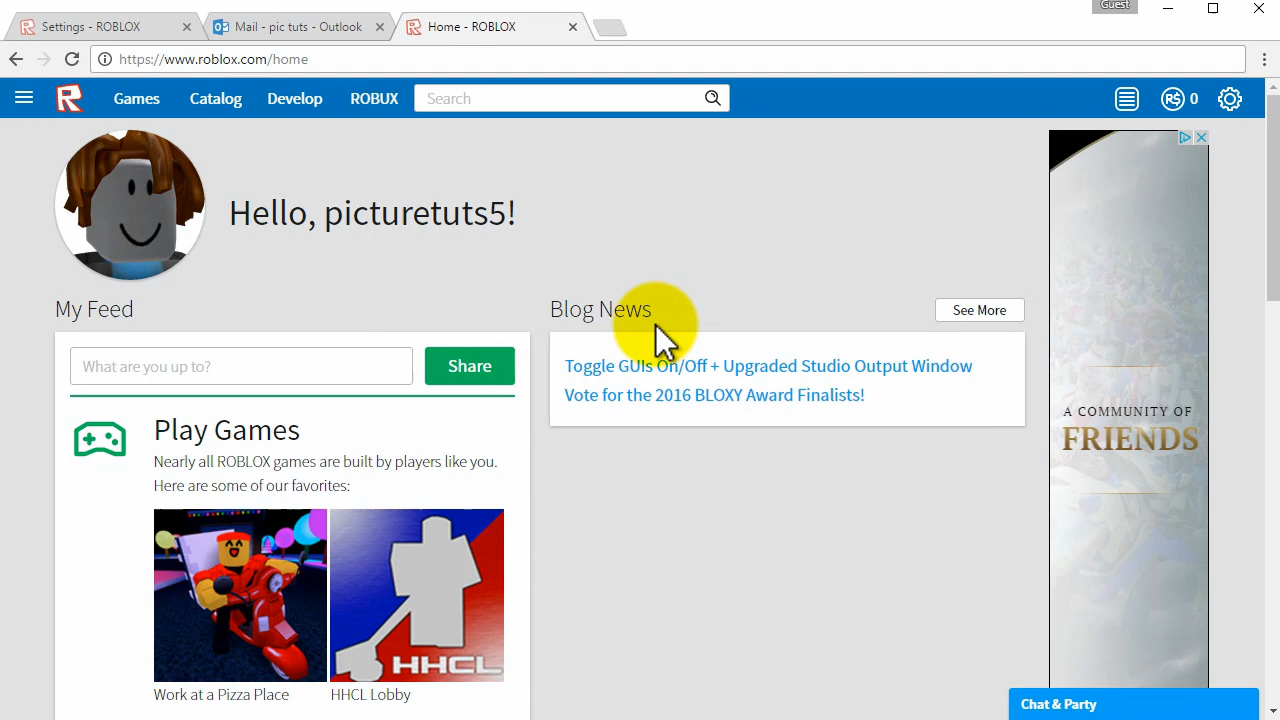 Guest
Settings - ROBLOX
Mail - pic tuts - Outlook
Home - ROBLOX
https://www.roblox.com/home
Games
Catalog
Develop
ROBUX
Search
R$ 0
Hello, picturetuts5!
My Feed
Blog News
See More
What are you up to?
Share
Toggle GUIs On/Off + Upgraded Studio Output Window
Vote for the 2016 BLOXY Award Finalists!
Play Games
Nearly all ROBLOX games are built by players like you.
Here are some of our favorites:
HHCL
Work at a Pizza Place
HHCL Lobby
A COMMUNITY OF
FRIENDS
Chat & Party